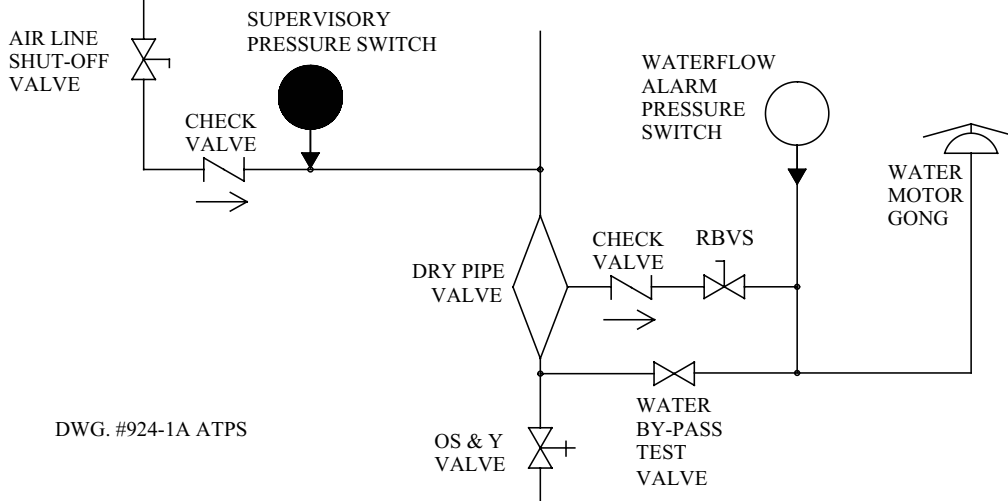 AIR LINE
SHUT-OFF
VALVE
SUPERVISORY
PRESSURE SWITCH
CHECK
VALVE
WATERFLOW
ALARM
PRESSURE
SWITCH
WATER
MOTOR
GONG
DRY PIPE
VALVE
CHECK
VALVE
RBVS
WATER
BY-PASS
TEST
VALVE
OS & Y
VALVE
DWG. #924-1A ATPS